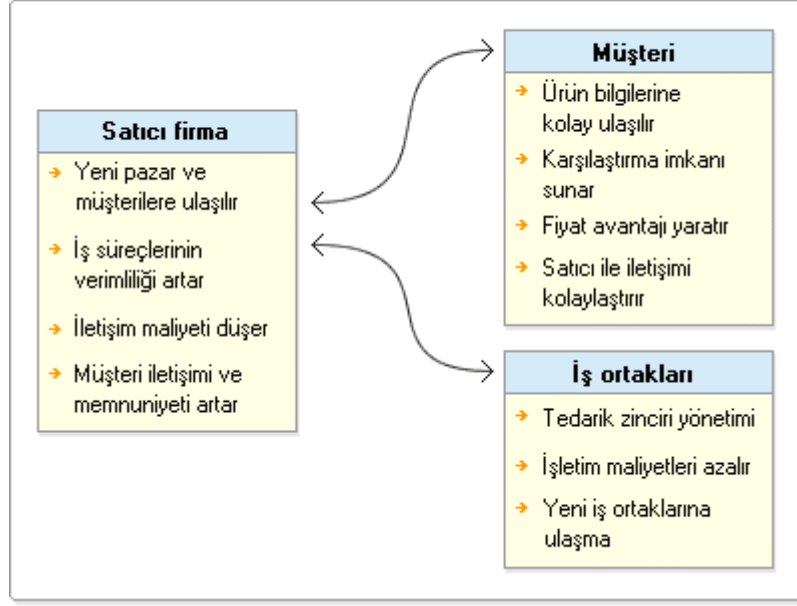 Satıcı firma
Yeni pazar ve
müşterilere ulaşılır
İş süreçlerinin
verimliliği artar
İletişim maliyeti düşer
Müşteri iletişimi ve
memnuniyeti artar
Müşteri
Ürün bilgilerine
kolay ulaşılır
Karşılaştırma imkanı
sunar
Fiyat avantajı yaratır
Satıcı ile iletişimi
kolaylaştırır
İş ortakları
Tedarik zinciri yönetimi
İşletim maliyetleri azalır
Yeni iş ortaklarına
ulaşma